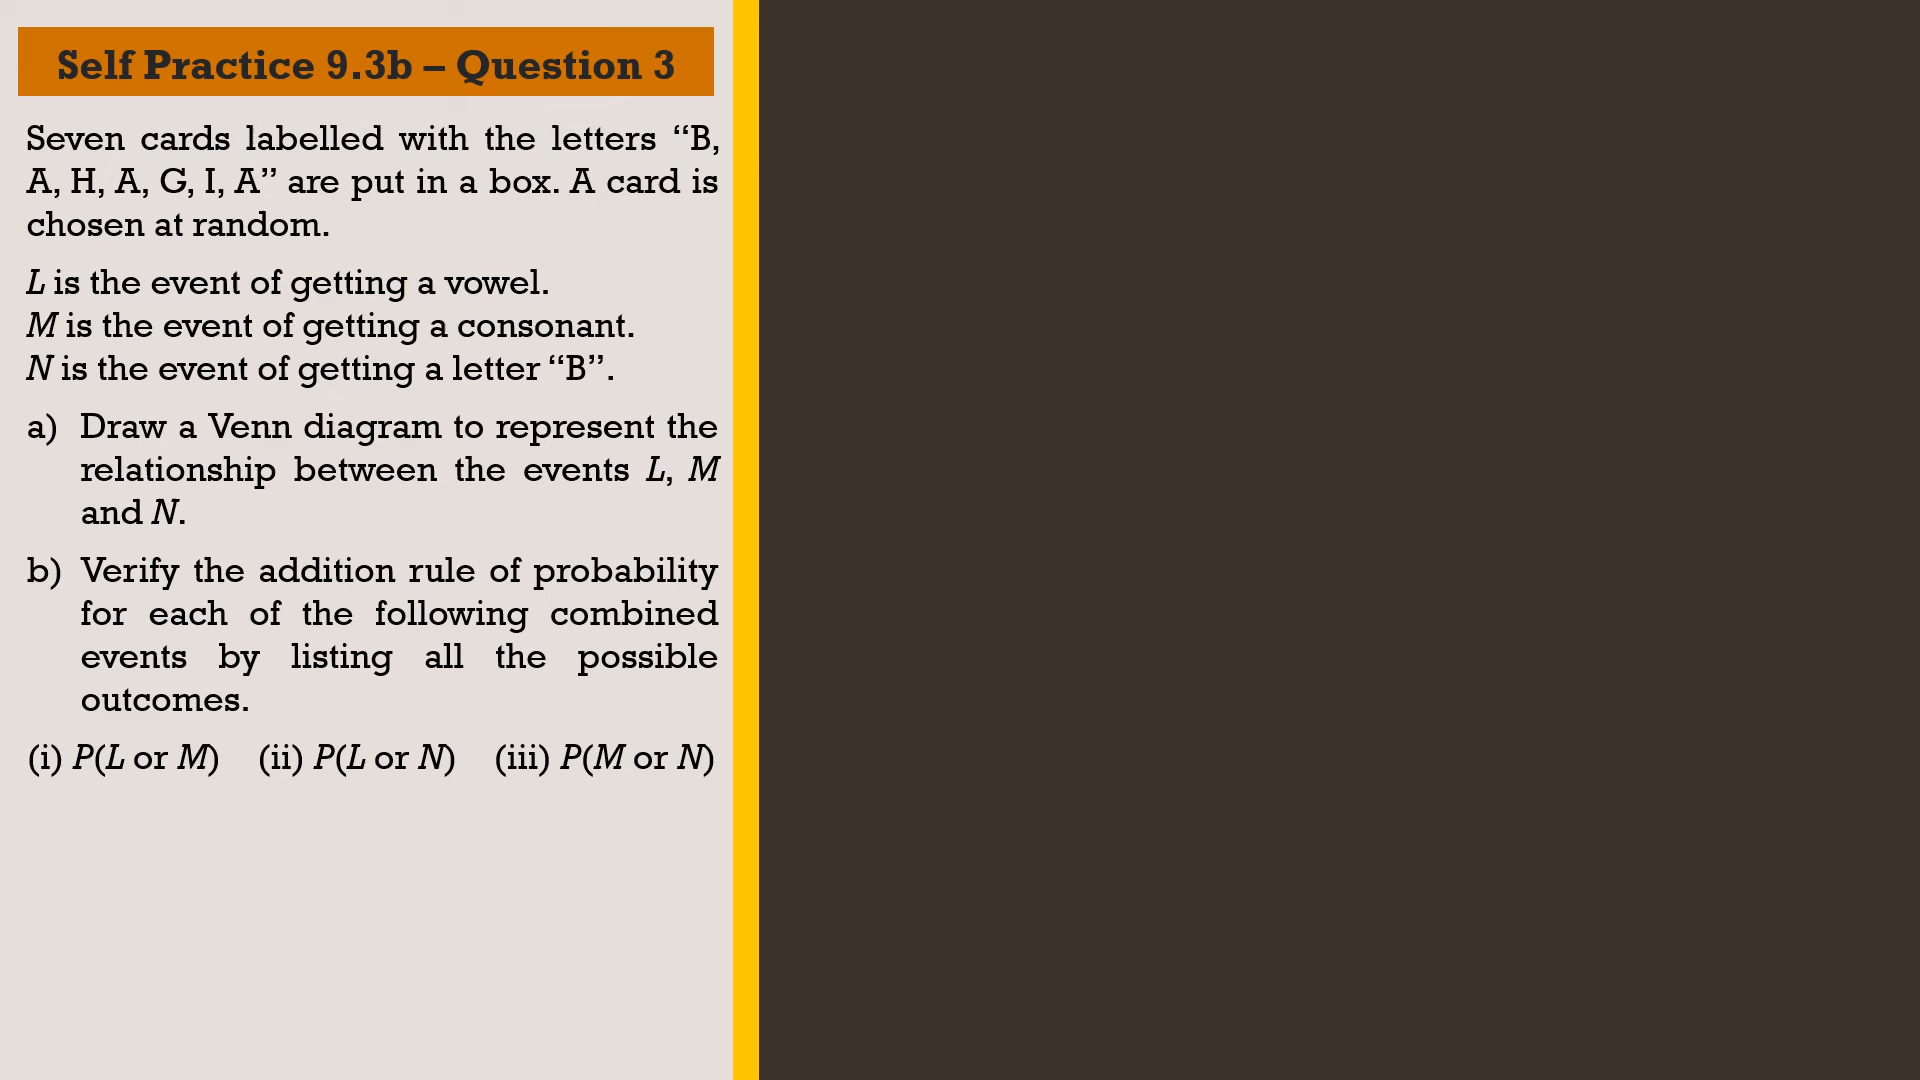 Self Practice 9.3b – Question 3
Seven cards labelled with the letters “B,
A, H, A, G, I, A” are put in a box. A card is
chosen at random.
L is the event of getting a vowel.
M is the event of getting a consonant.
N is the event of getting a letter “B”.
a) Draw a Venn diagram to represent the
relationship between the events L, M
and N.
b) Verify the addition rule of probability
for each of the following combined
events by listing all the possible
outcomes.
(i) P(L or M) (ii) P(L or N) (iii) P(M or N)